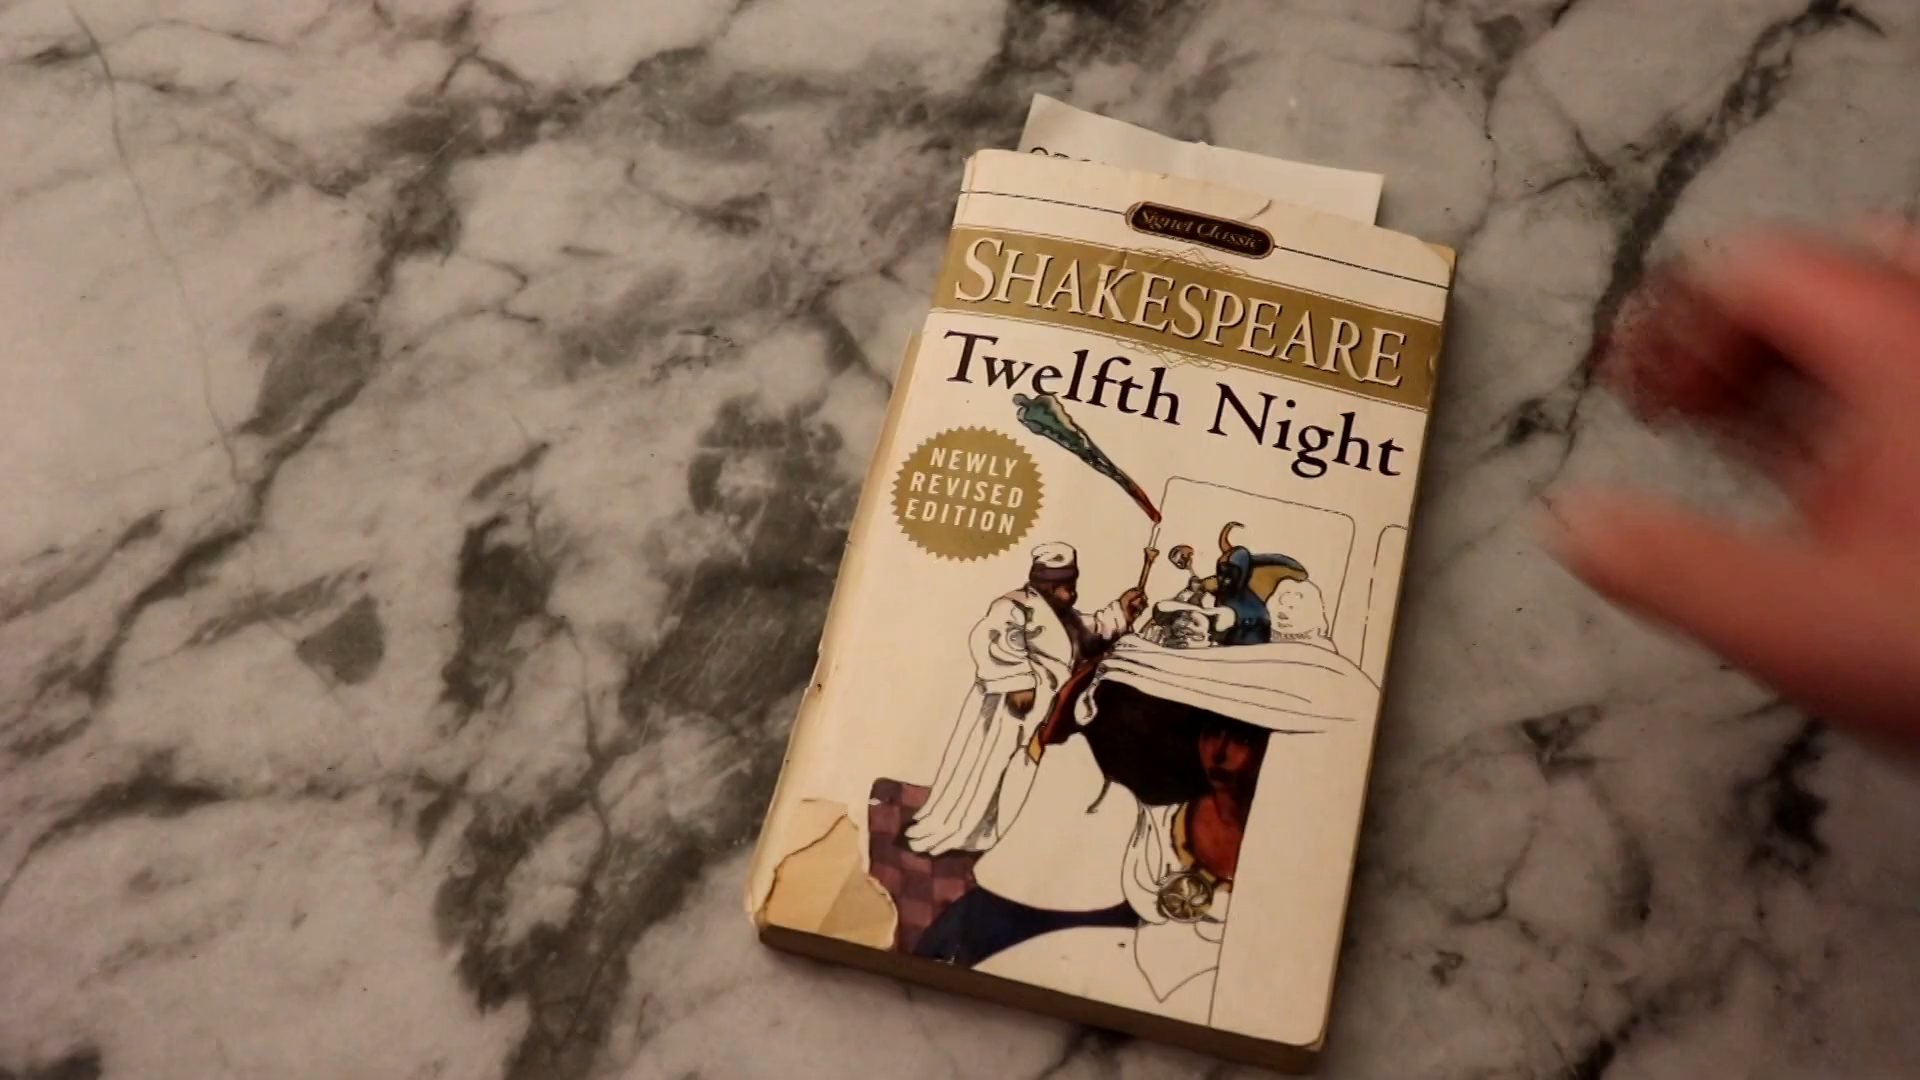 Signet Classic
SHAKESPEARE
Twelfth Night
NEWLY
REVISED
EDITION